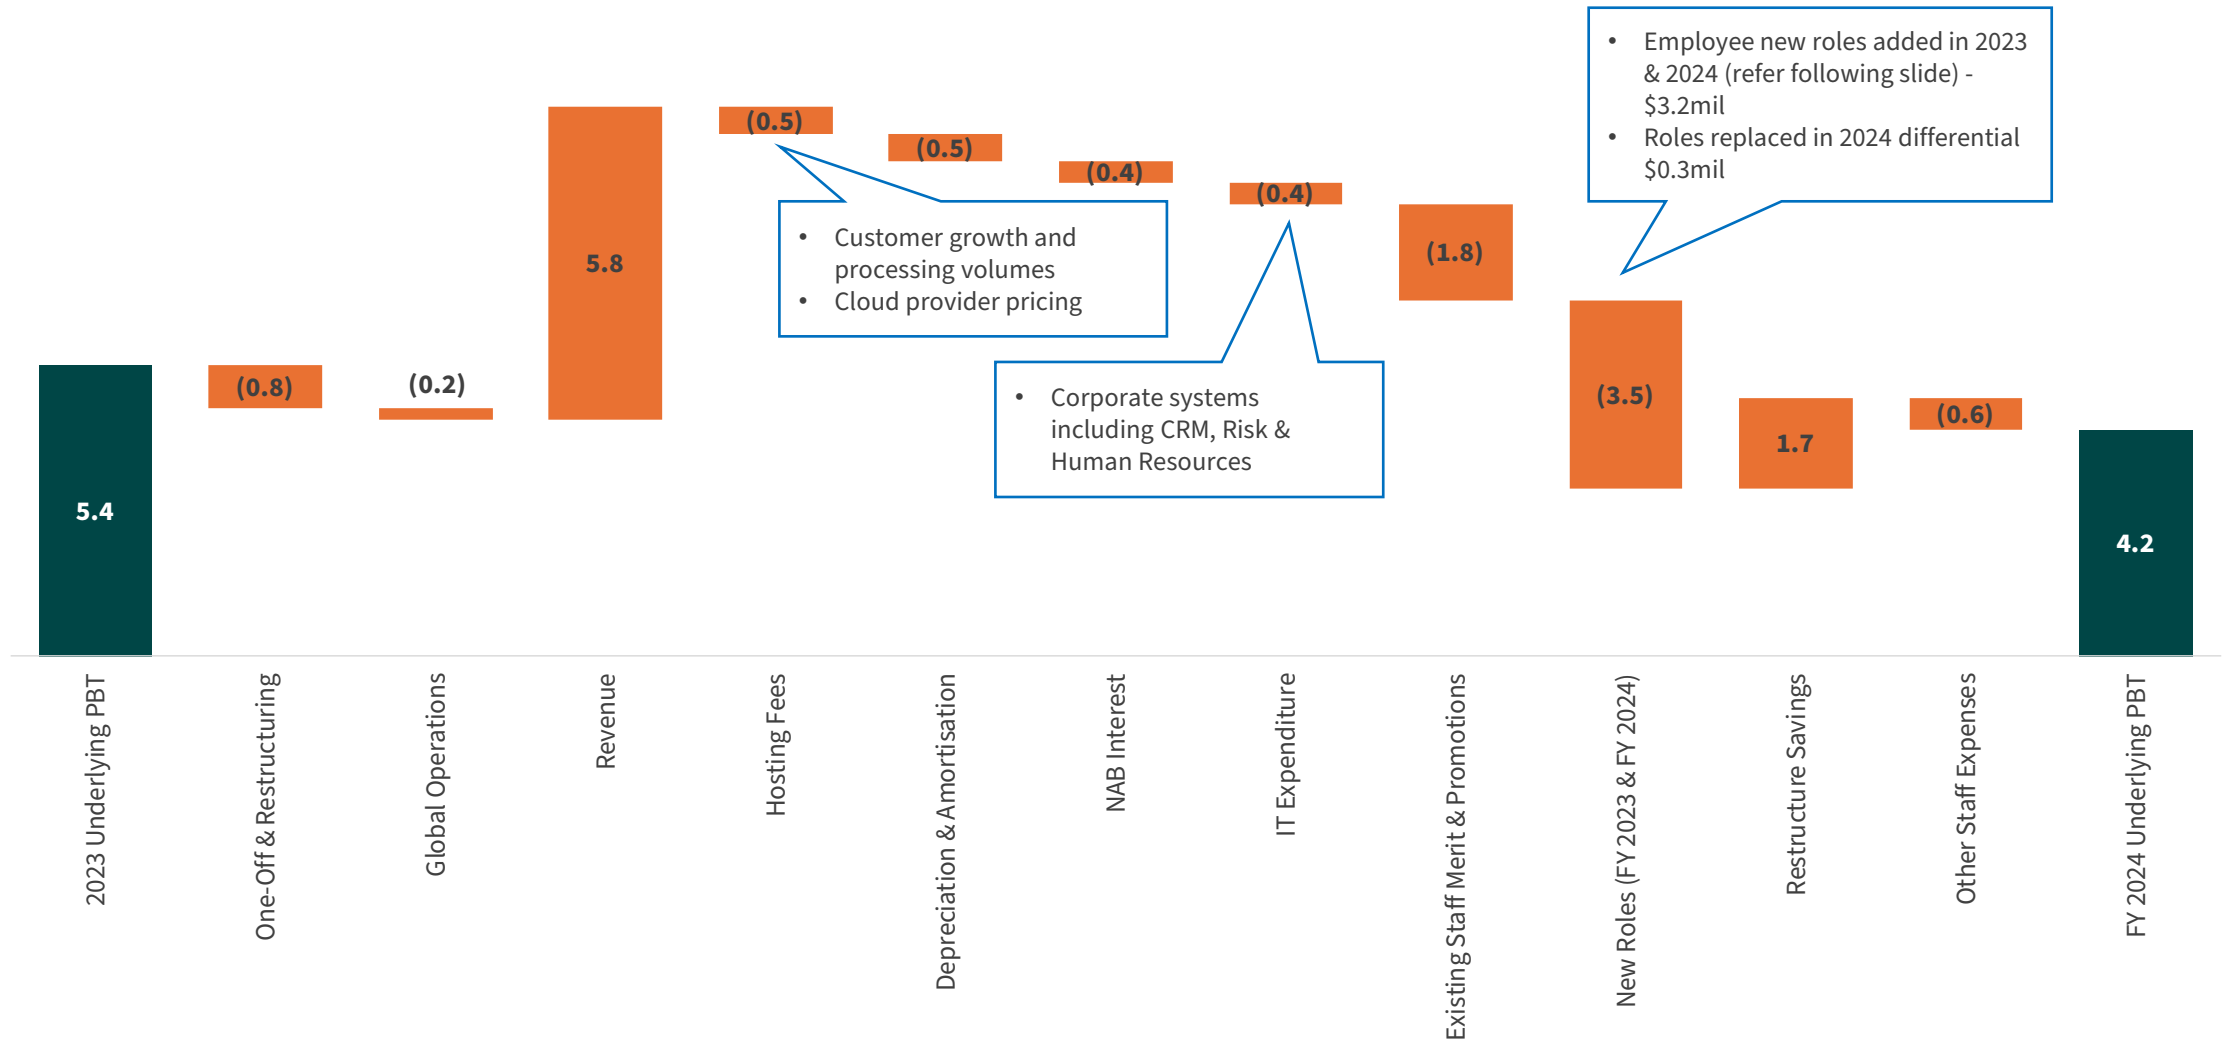 • Employee new roles added in 2023
& 2024 (refer following slide) -
$3.2mil
• Roles replaced in 2024 differential
$0.3mil
(0.5)
(0.5)
(0.4)
(0.4)
• Customer growth and
processing volumes
• Cloud provider pricing
5.8
(1.8)
(0.8)
(0.2)
• Corporate systems
including CRM, Risk &
Human Resources
(3.5)
1.7
(0.6)
5.4
4.2
2023 Underlying PBT
One-Off & Restructuring
Global Operations
Revenue
Hosting Fees
Depreciation & Amortisation
NAB Interest
IT Expenditure
Existing Staff Merit & Promotions
New Roles (FY 2023 & FY 2024)
Restructure Savings
Other Staff Expenses
FY 2024 Underlying PBT